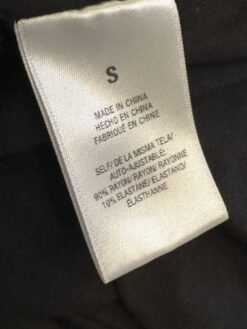 S
MADE IN CHINA
HECHO EN CHINA
FABRIQUÉ EN CHINE
SELF/ DE LA MISMA TELA/
AUTO-AJUSTABLE:
90% RAYON/ RAYON/ RAYONNE
10% ELASTANE/ ELASTANO/
ÉLASTHANNE